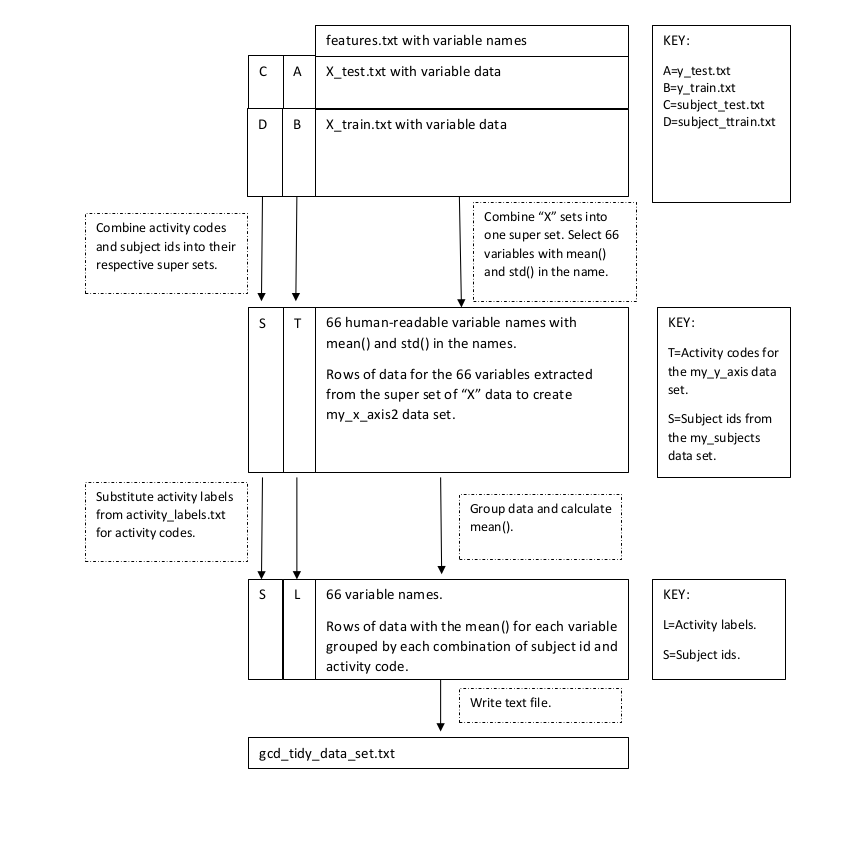 features.txt with variable names
KEY:
C
A
X_test.txt with variable data
A=y_test.txt
B=y_train.txt
C=subject_test.txt
D=subject_ttrain.txt
D
B
X_train.txt with variable data
Combine activity codes
and subject ids into their
respective super sets.
Combine “X” sets into
one super set. Select 66
variables with mean()
and std() in the name.
S
T
66 human-readable variable names with
mean() and std() in the names.
Rows of data for the 66 variables extracted
from the super set of “X” data to create
my_x_axis2 data set.
KEY:
T=Activity codes for
the my_y_axis data
set.
S=Subject ids from
the my_subjects
data set.
Substitute activity labels
from activity_labels.txt
for activity codes.
Group data and calculate
mean().
S
L
66 variable names.
Rows of data with the mean() for each variable
grouped by each combination of subject id and
activity code.
KEY:
L=Activity labels.
S=Subject ids.
Write text file.
gcd_tidy_data_set.txt